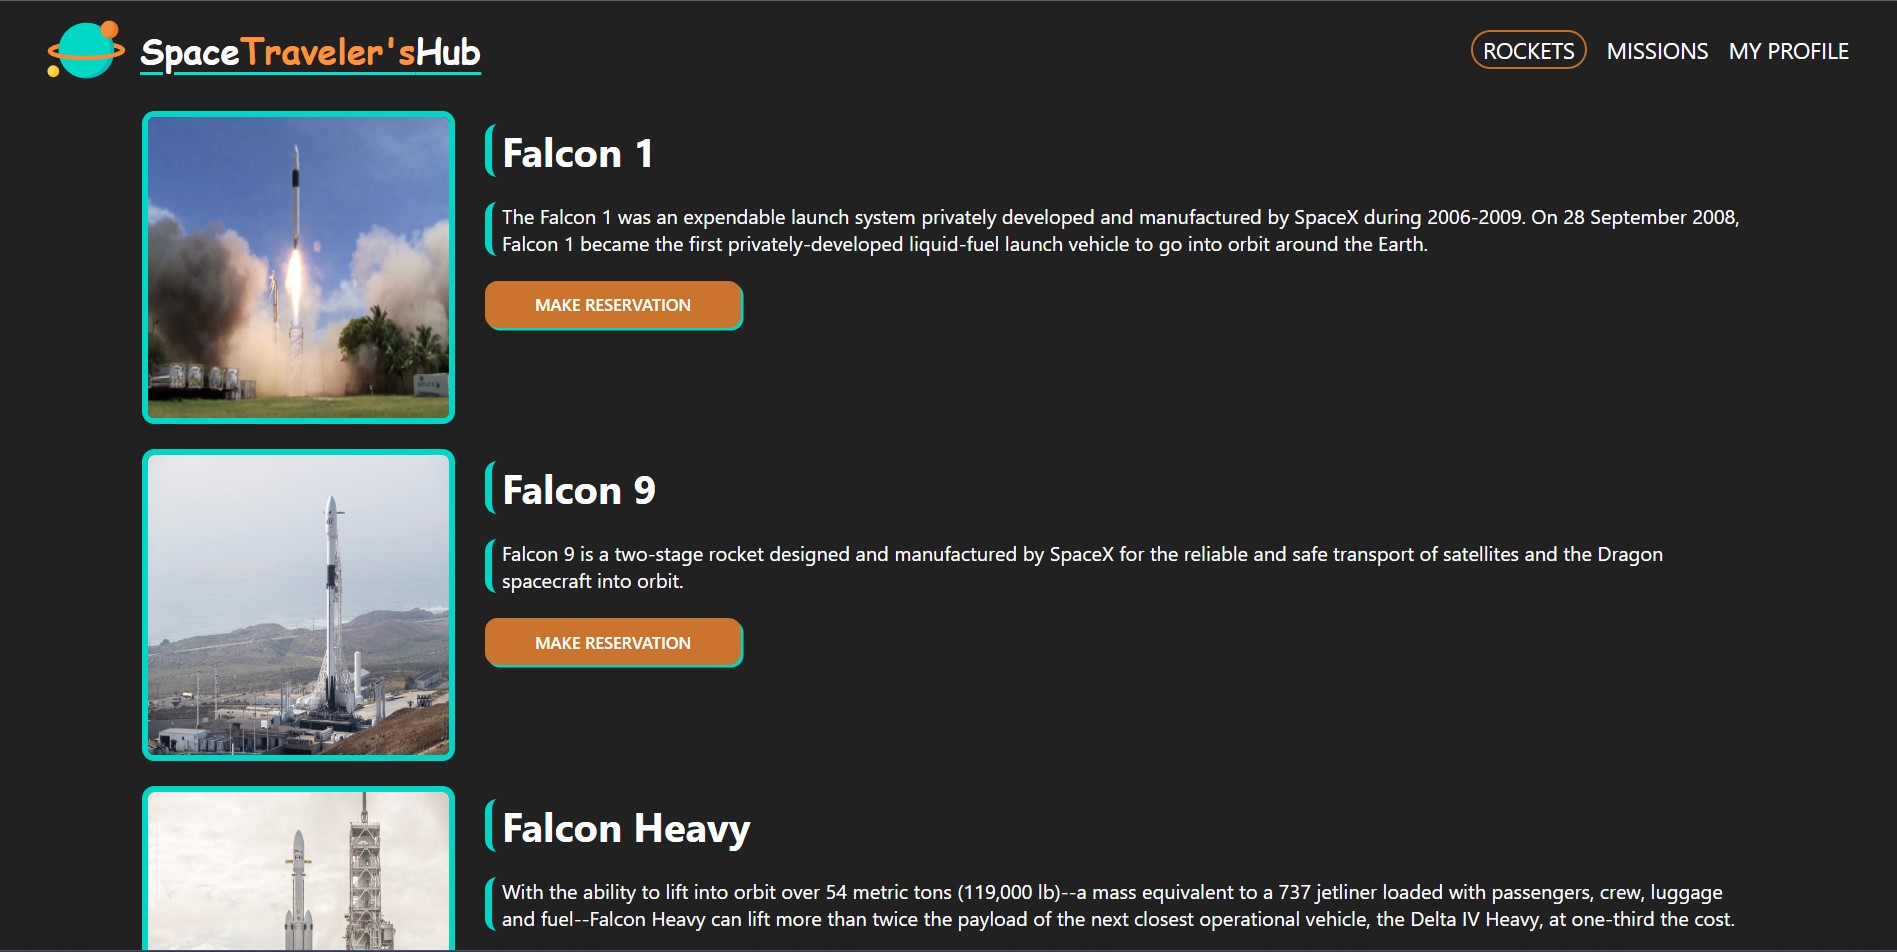 SpaceTraveler'sHub
ROCKETS MISSIONS MY PROFILE
Falcon 1
The Falcon 1 was an expendable launch system privately developed and manufactured by SpaceX during 2006-2009. On 28 September 2008,
Falcon 1 became the first privately-developed liquid-fuel launch vehicle to go into orbit around the Earth.
MAKE RESERVATION
Falcon 9
Falcon 9 is a two-stage rocket designed and manufactured by SpaceX for the reliable and safe transport of satellites and the Dragon
spacecraft into orbit.
MAKE RESERVATION
Falcon Heavy
With the ability to lift into orbit over 54 metric tons (119,000 lb)--a mass equivalent to a 737 jetliner loaded with passengers, crew, luggage
and fuel--Falcon Heavy can lift more than twice the payload of the next closest operational vehicle, the Delta IV Heavy, at one-third the cost.